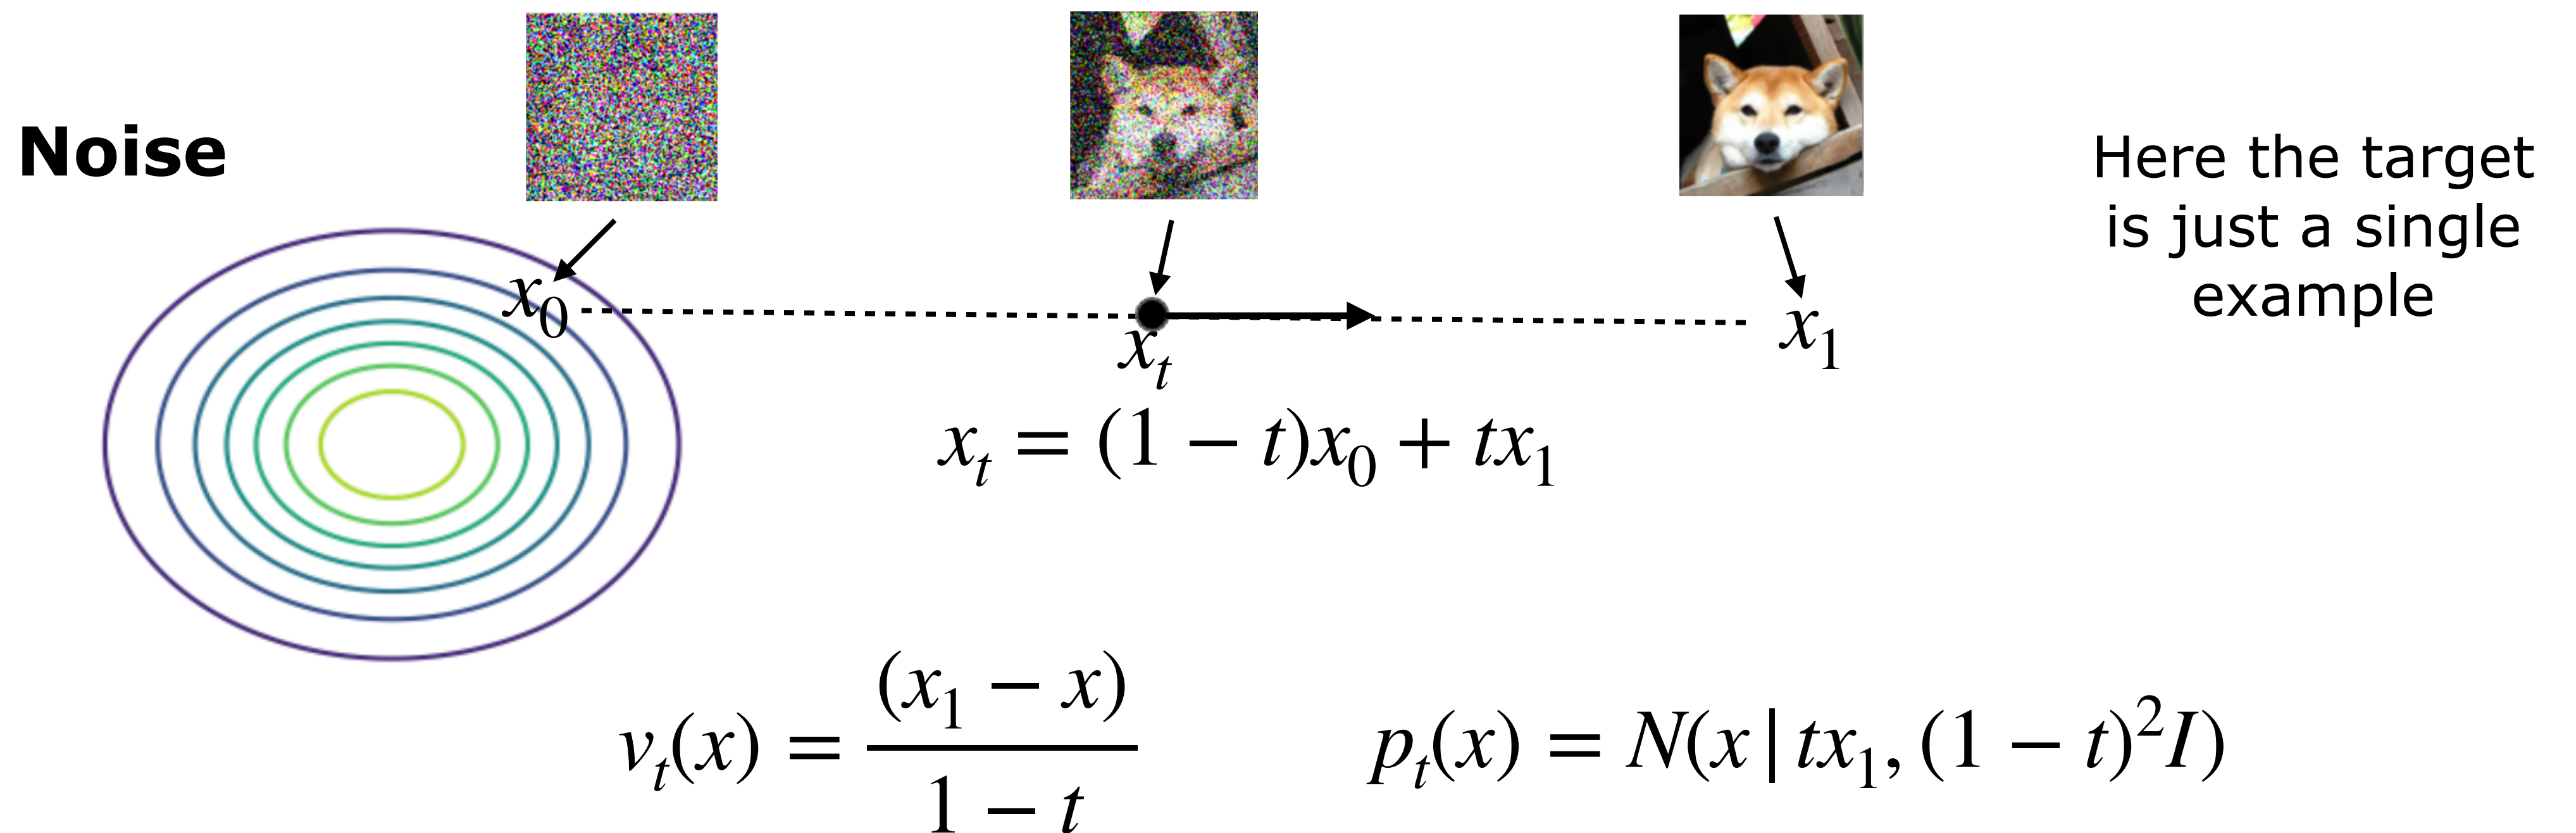 Noise
Here the target
is just a single
example
x₀
xₜ
x₁
xₜ = (1 − t)x₀ + tx₁
vₜ(x) = (x₁ − x) / 1 − t
pₜ(x) = N(x | tx₁, (1 − t)²I)